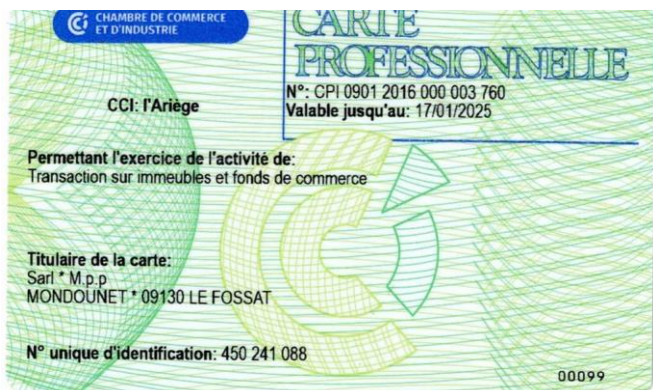 CHAMBRE DE COMMERCE
ET D'INDUSTRIE
CARTE
PROFESSIONNELLE
N°: CPI 0901 2016 000 003 760
Valable jusqu'au: 17/01/2025
CCI: l'Ariège
Permettant l'exercice de l'activité de:
Transaction sur immeubles et fonds de commerce
Titulaire de la carte:
Sarl * M.p.p
MONDOUNET * 09130 LE FOSSAT
N° unique d'identification: 450 241 088
00099